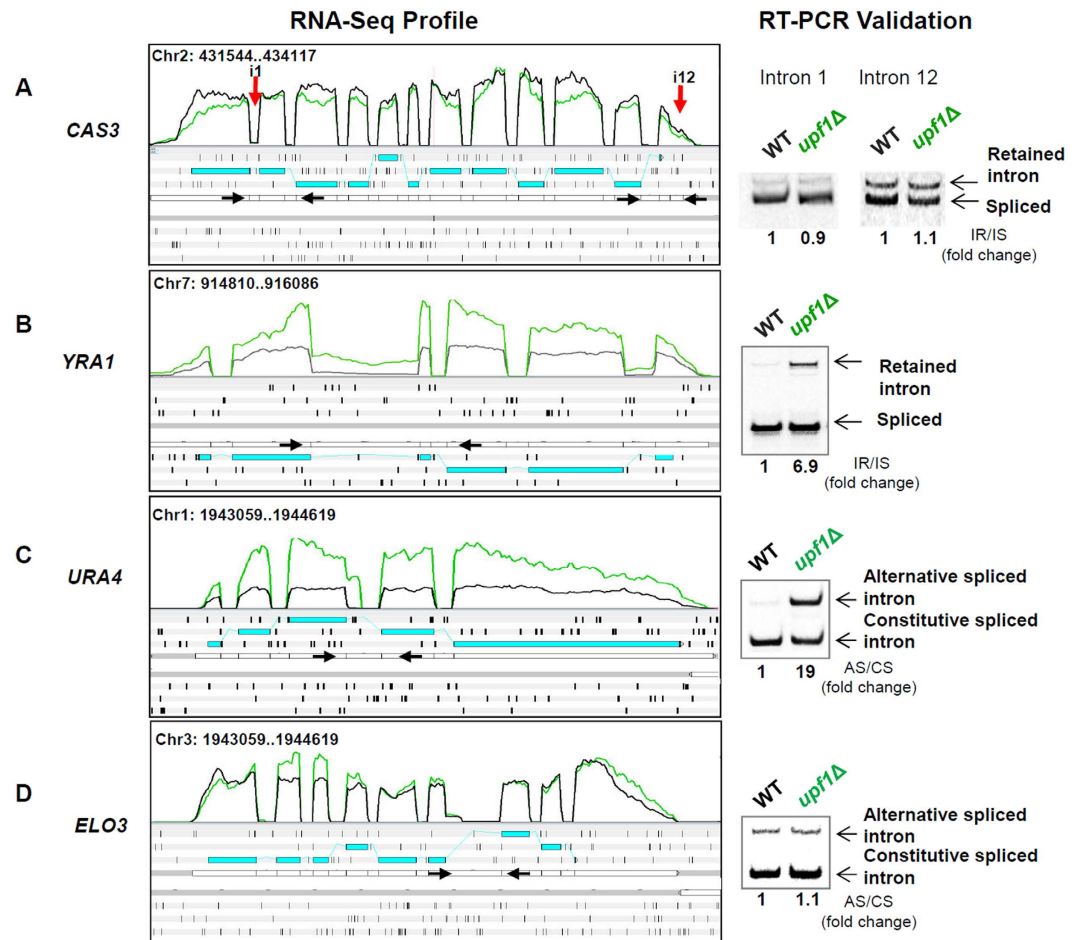 RNA-Seq Profile
RT-PCR Validation
A
CAS3
Chr2: 431544..434117
i1
i12
Intron 1
Intron 12
WT
upf1Δ
WT
upf1Δ
Retained
intron
Spliced
1
0.9
1
1.1
IR/IS
(fold change)
B
YRA1
Chr7: 914810..916086
WT
upf1Δ
Retained
intron
Spliced
1
6.9
IR/IS
(fold change)
C
URA4
Chr1: 1943059..1944619
WT
upf1Δ
Alternative spliced
intron
Constitutive spliced
intron
1
19
AS/CS
(fold change)
D
ELO3
Chr3: 1943059..1944619
WT
upf1Δ
Alternative spliced
intron
Constitutive spliced
intron
1
1.1
AS/CS
(fold change)